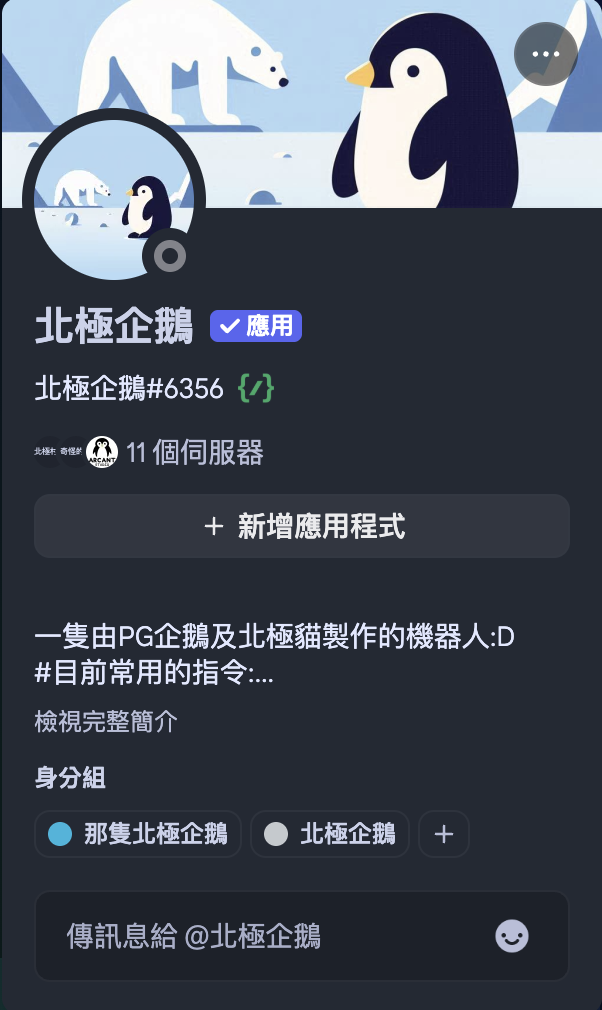 北極企鵝 應用
北極企鵝#6356 {/}
北極 奇怪的 ARCANT 11 個伺服器
+ 新增應用程式
一隻由PG企鵝及北極貓製作的機器人:D
#目前常用的指令:...
檢視完整簡介
身分組
那隻北極企鵝 北極企鵝 +
傳訊息給 @北極企鵝